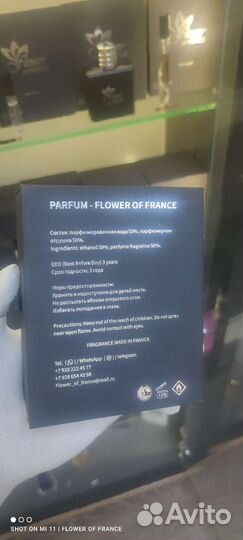 PARFUM - FLOWER OF FRANCE
Состав: парфюмированная вода 50%, парфюмерная
отдушка 50%.
Ingredients: ethanol 50%, perfume fragrance 50%.
BBD (Best Before Day) 3 years
Срок годности: 3 года
Меры предосторожности:
Хранить в недоступном для детей месте.
Не распылять вблизи открытого огня.
Избегать попадания в глаза.
Precautions: Keep out of the reach of children. Do not spray
near open flame. Avoid contact with eyes.
FRAGRANCE MADE IN FRANCE
Tel. / WhatsApp / telegram
+7 928 222 45 77
+7 928 654 43 98
Flower_of_france@mail.ru
SHOT ON MI 11 | FLOWER OF FRANCE
Avito